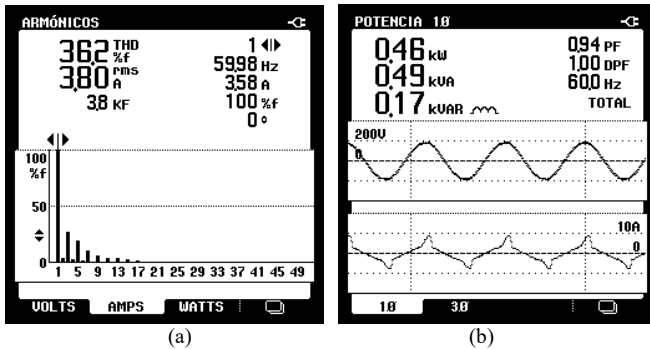 ARMÓNICOS
36,2 THD %f
3,80 rms A
3,8 KF
1
59,98 Hz
3,58 A
100 %f
0 °
100
%f
50
0
1 5 9 13 17 21 25 29 33 37 41 45 49
VOLTS AMPS WATTS
(a)
POTENCIA 1.Ø
0,46 kW
0,49 kVA
0,17 kVAR
0,94 PF
1,00 DPF
60,0 Hz
TOTAL
200V
0
10A
0
1.Ø 3.Ø
(b)